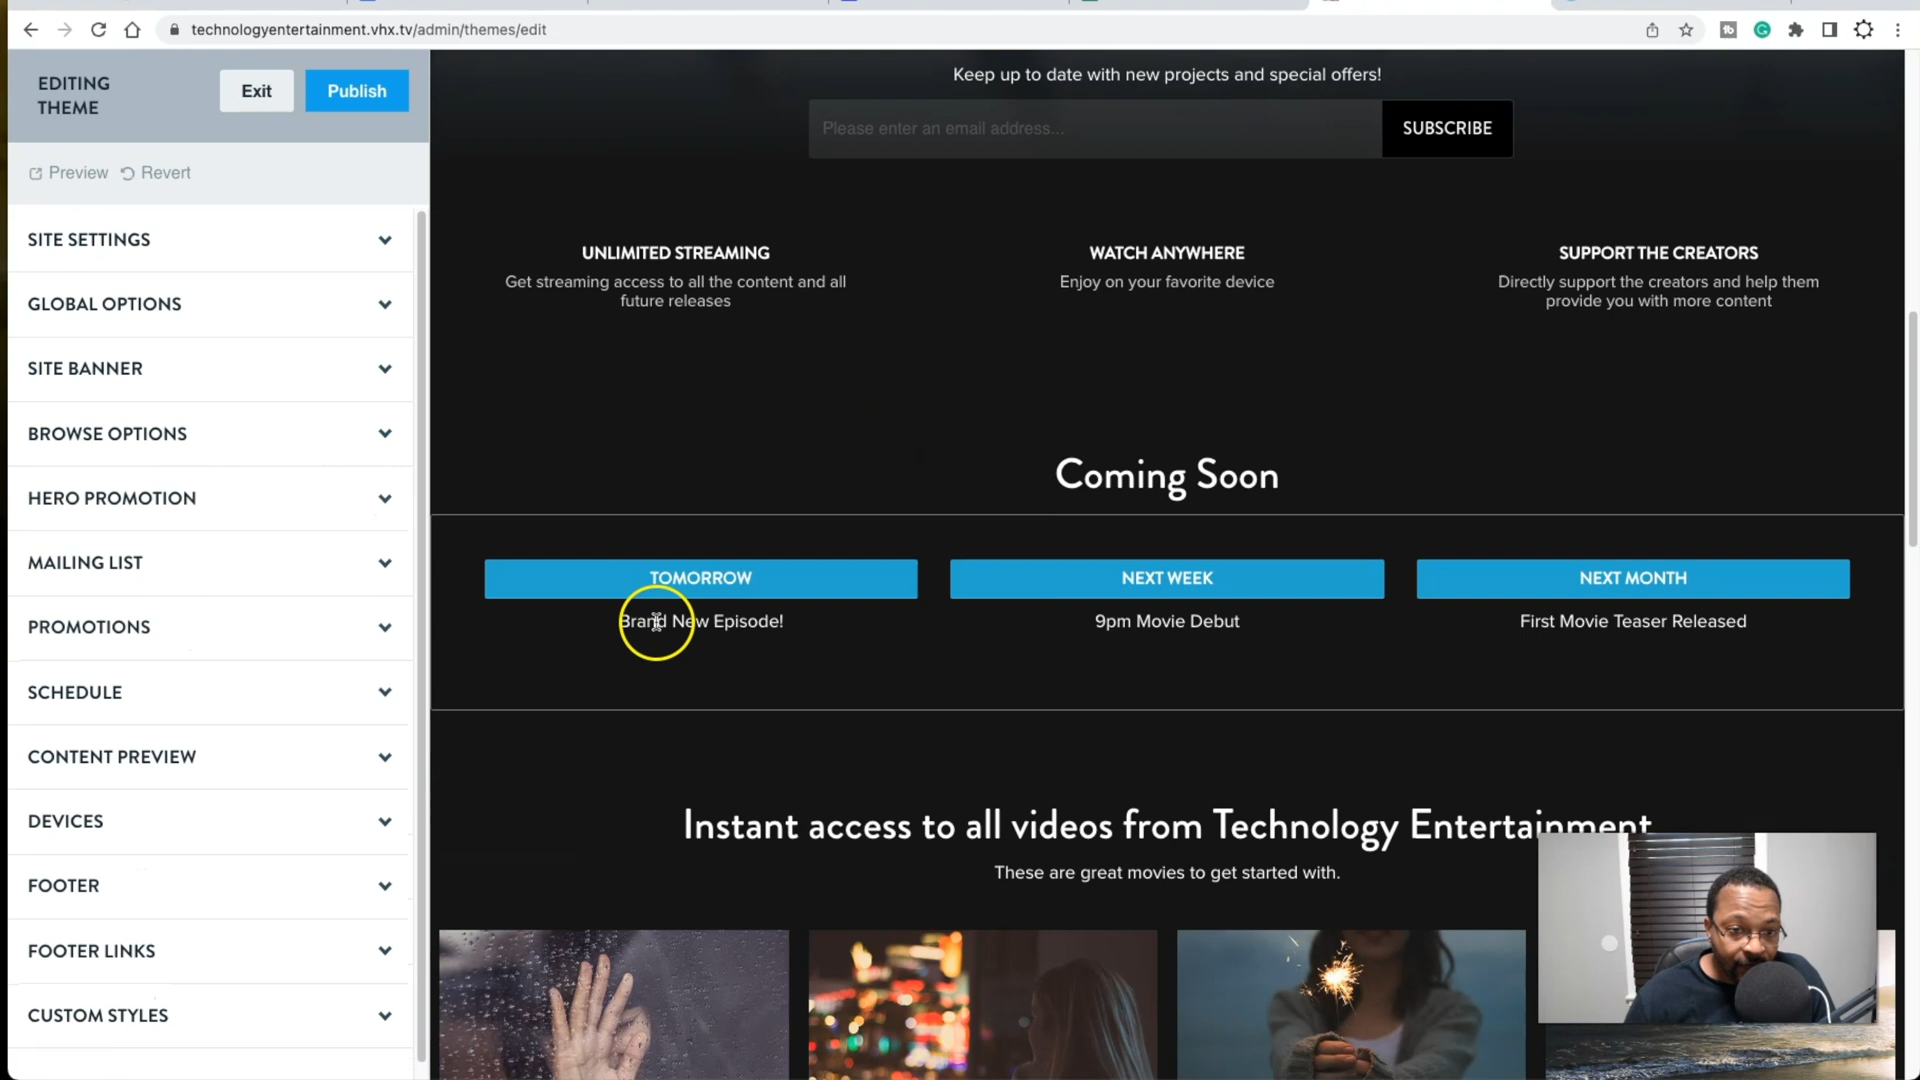 technologyentertainment.vhx.tv/admin/themes/edit
EDITING
THEME
Exit
Publish
Preview
Revert
SITE SETTINGS
GLOBAL OPTIONS
SITE BANNER
BROWSE OPTIONS
HERO PROMOTION
MAILING LIST
PROMOTIONS
SCHEDULE
CONTENT PREVIEW
DEVICES
FOOTER
FOOTER LINKS
CUSTOM STYLES
Keep up to date with new projects and special offers!
Please enter an email address...
SUBSCRIBE
UNLIMITED STREAMING
Get streaming access to all the content and all
future releases
WATCH ANYWHERE
Enjoy on your favorite device
SUPPORT THE CREATORS
Directly support the creators and help them
provide you with more content
Coming Soon
TOMORROW
Brand New Episode!
NEXT WEEK
9pm Movie Debut
NEXT MONTH
First Movie Teaser Released
Instant access to all videos from Technology Entertainment
These are great movies to get started with.